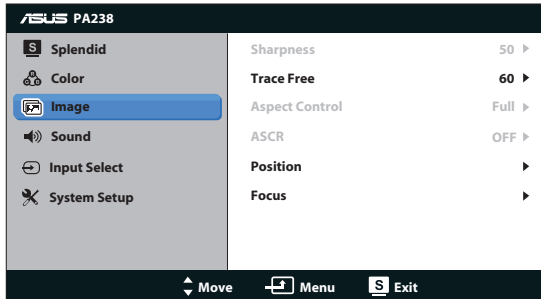 ASUS PA238
S Splendid
Color
Image
Sound
Input Select
System Setup
Sharpness 50
Trace Free 60
Aspect Control Full
ASCR OFF
Position
Focus
Move Menu S Exit